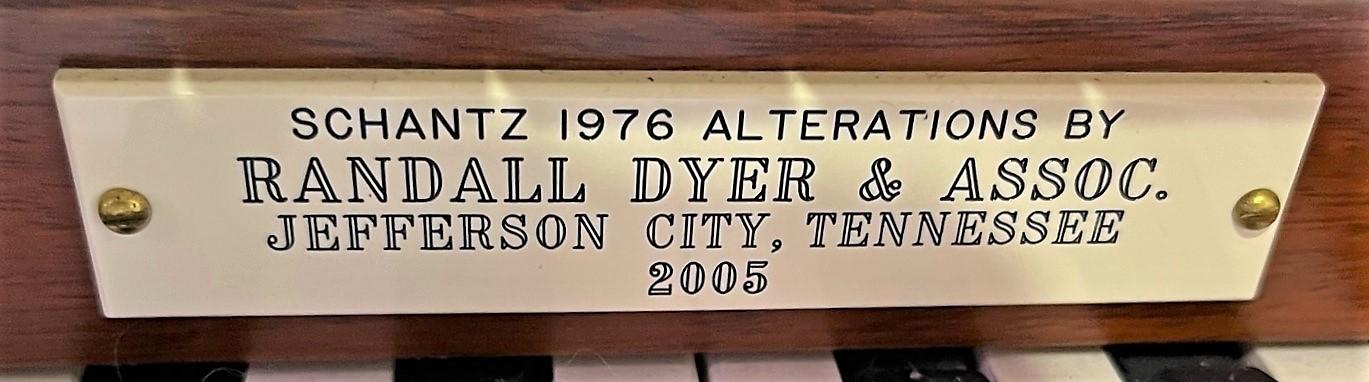 SCHANTZ 1976 ALTERATIONS BY
RANDALL DYER & ASSOC.
JEFFERSON CITY, TENNESSEE
2005